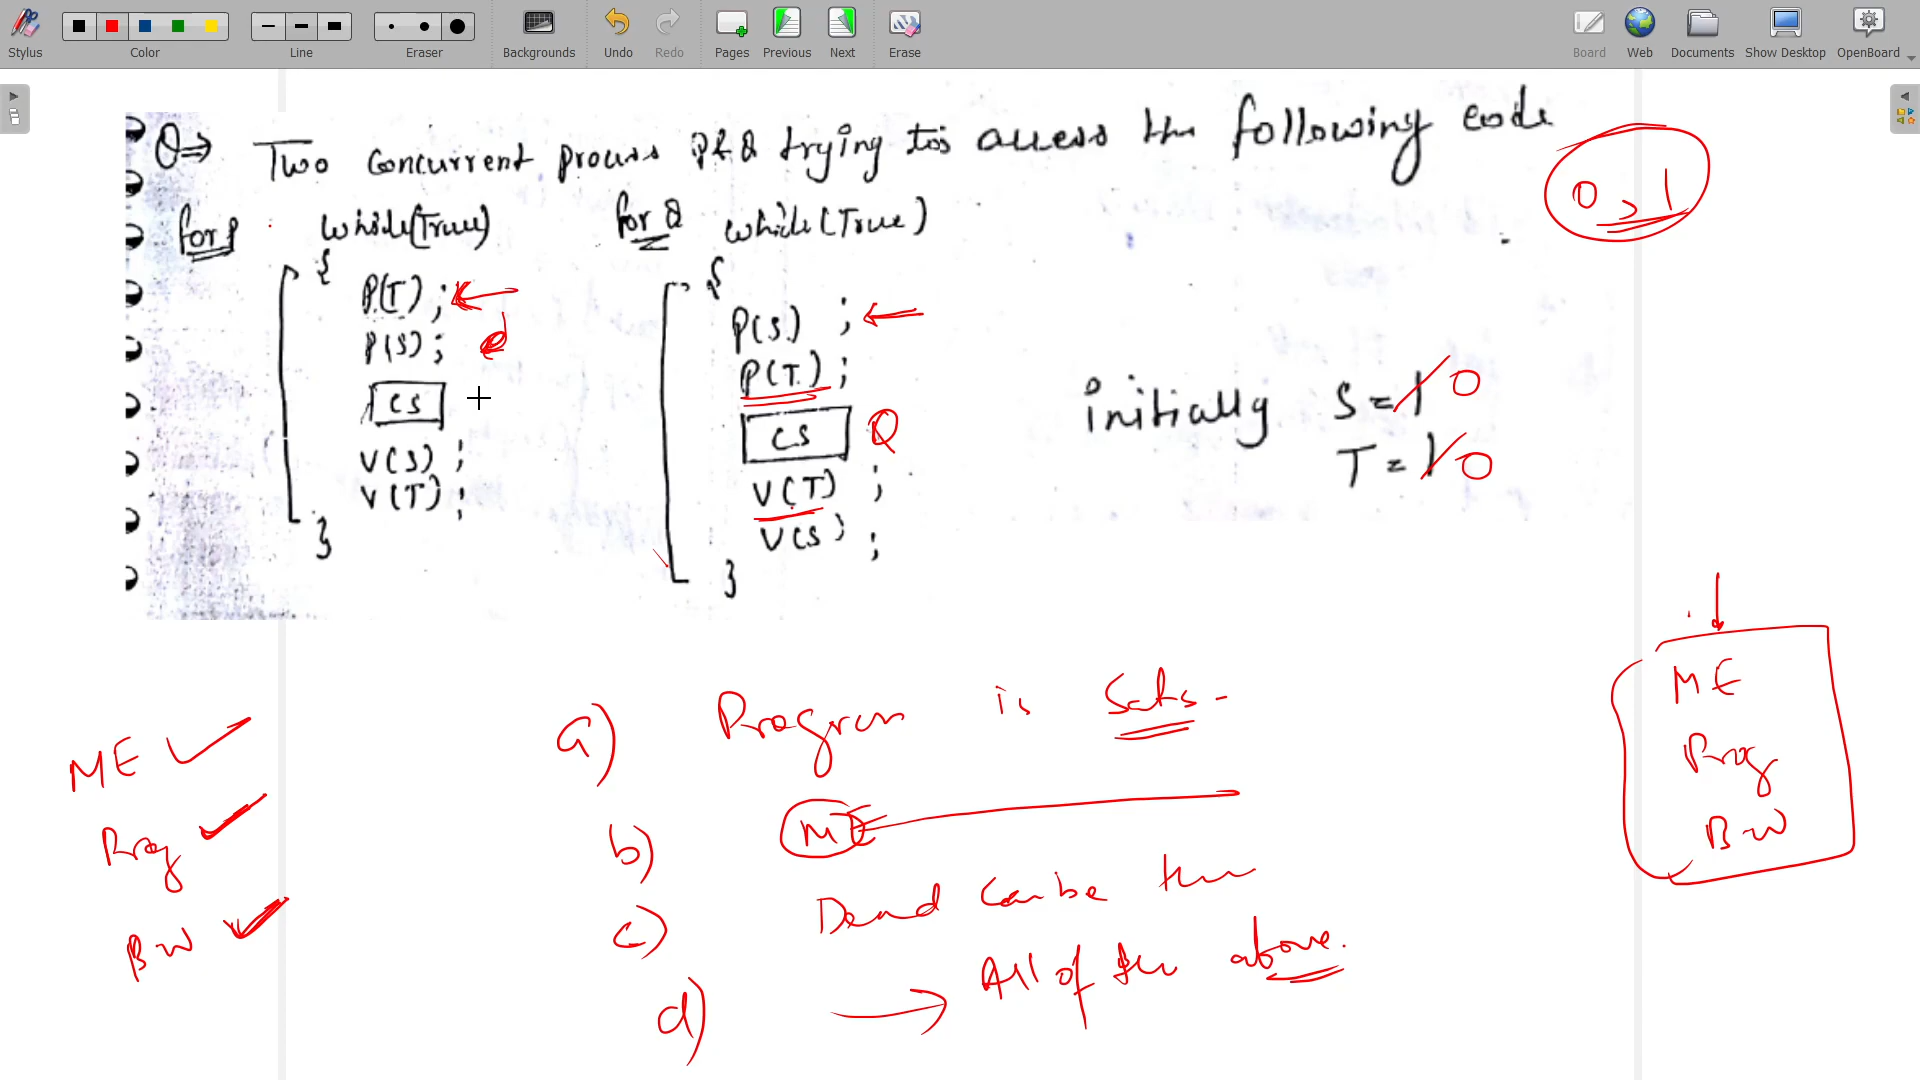 Stylus Color Line Eraser Backgrounds Undo Redo Pages Previous Next Erase Board Web Documents Show Desktop OpenBoard
Q⇒ Two concurrent process P&Q trying to access the following code
0, 1
for P while(True) for Q while(True)
{ {
P(T); P(S);
P(S); P(T);
CS CS Q
V(S); V(T);
V(T); V(S);
} }
initially S=1 0
T=1 0
ME
Prog
BW
ME
Prog
BW
a) Program is Satis.
b) ME
c) Dead can be
d) → All of the above.